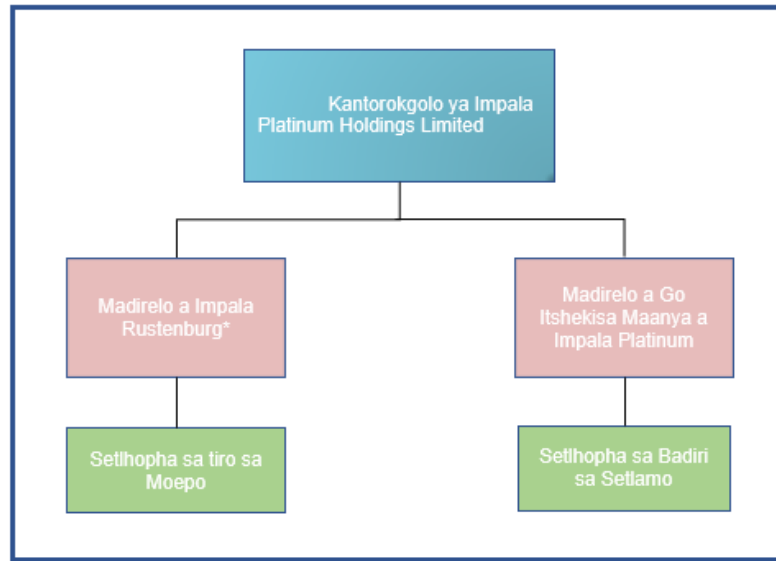 Kantorokgolo ya Impala
Platinum Holdings Limited
Madirelo a Impala
Rustenburg*
Madirelo a Go
Itshekisa Maanya a
Impala Platinum
Setlhopha sa tiro sa
Moepo
Setlhopha sa Badiri
sa Setlamo